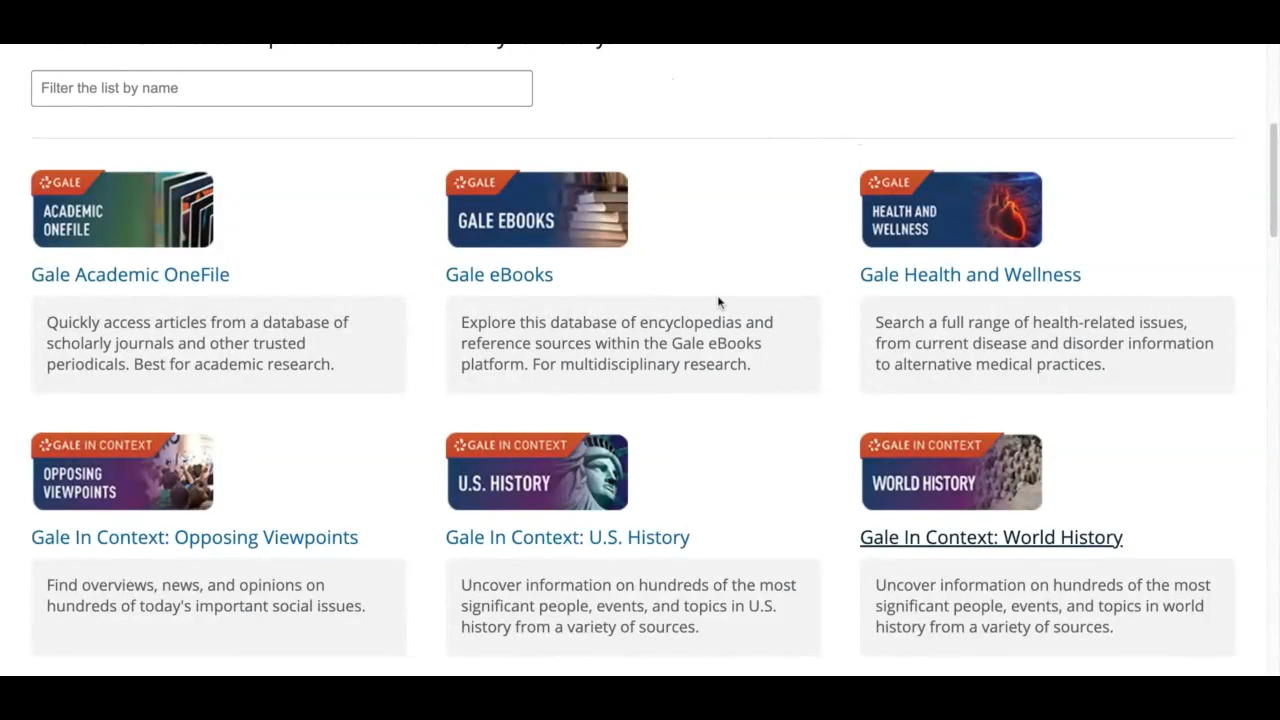 Filter the list by name
GALE
ACADEMIC
ONEFILE
GALE
GALE EBOOKS
GALE
HEALTH AND
WELLNESS
Gale Academic OneFile
Gale eBooks
Gale Health and Wellness
Quickly access articles from a database of
scholarly journals and other trusted
periodicals. Best for academic research.
Explore this database of encyclopedias and
reference sources within the Gale eBooks
platform. For multidisciplinary research.
Search a full range of health-related issues,
from current disease and disorder information
to alternative medical practices.
GALE IN CONTEXT
OPPOSING
VIEWPOINTS
GALE IN CONTEXT
U.S. HISTORY
GALE IN CONTEXT
WORLD HISTORY
Gale In Context: Opposing Viewpoints
Gale In Context: U.S. History
Gale In Context: World History
Find overviews, news, and opinions on
hundreds of today's important social issues.
Uncover information on hundreds of the most
significant people, events, and topics in U.S.
history from a variety of sources.
Uncover information on hundreds of the most
significant people, events, and topics in world
history from a variety of sources.